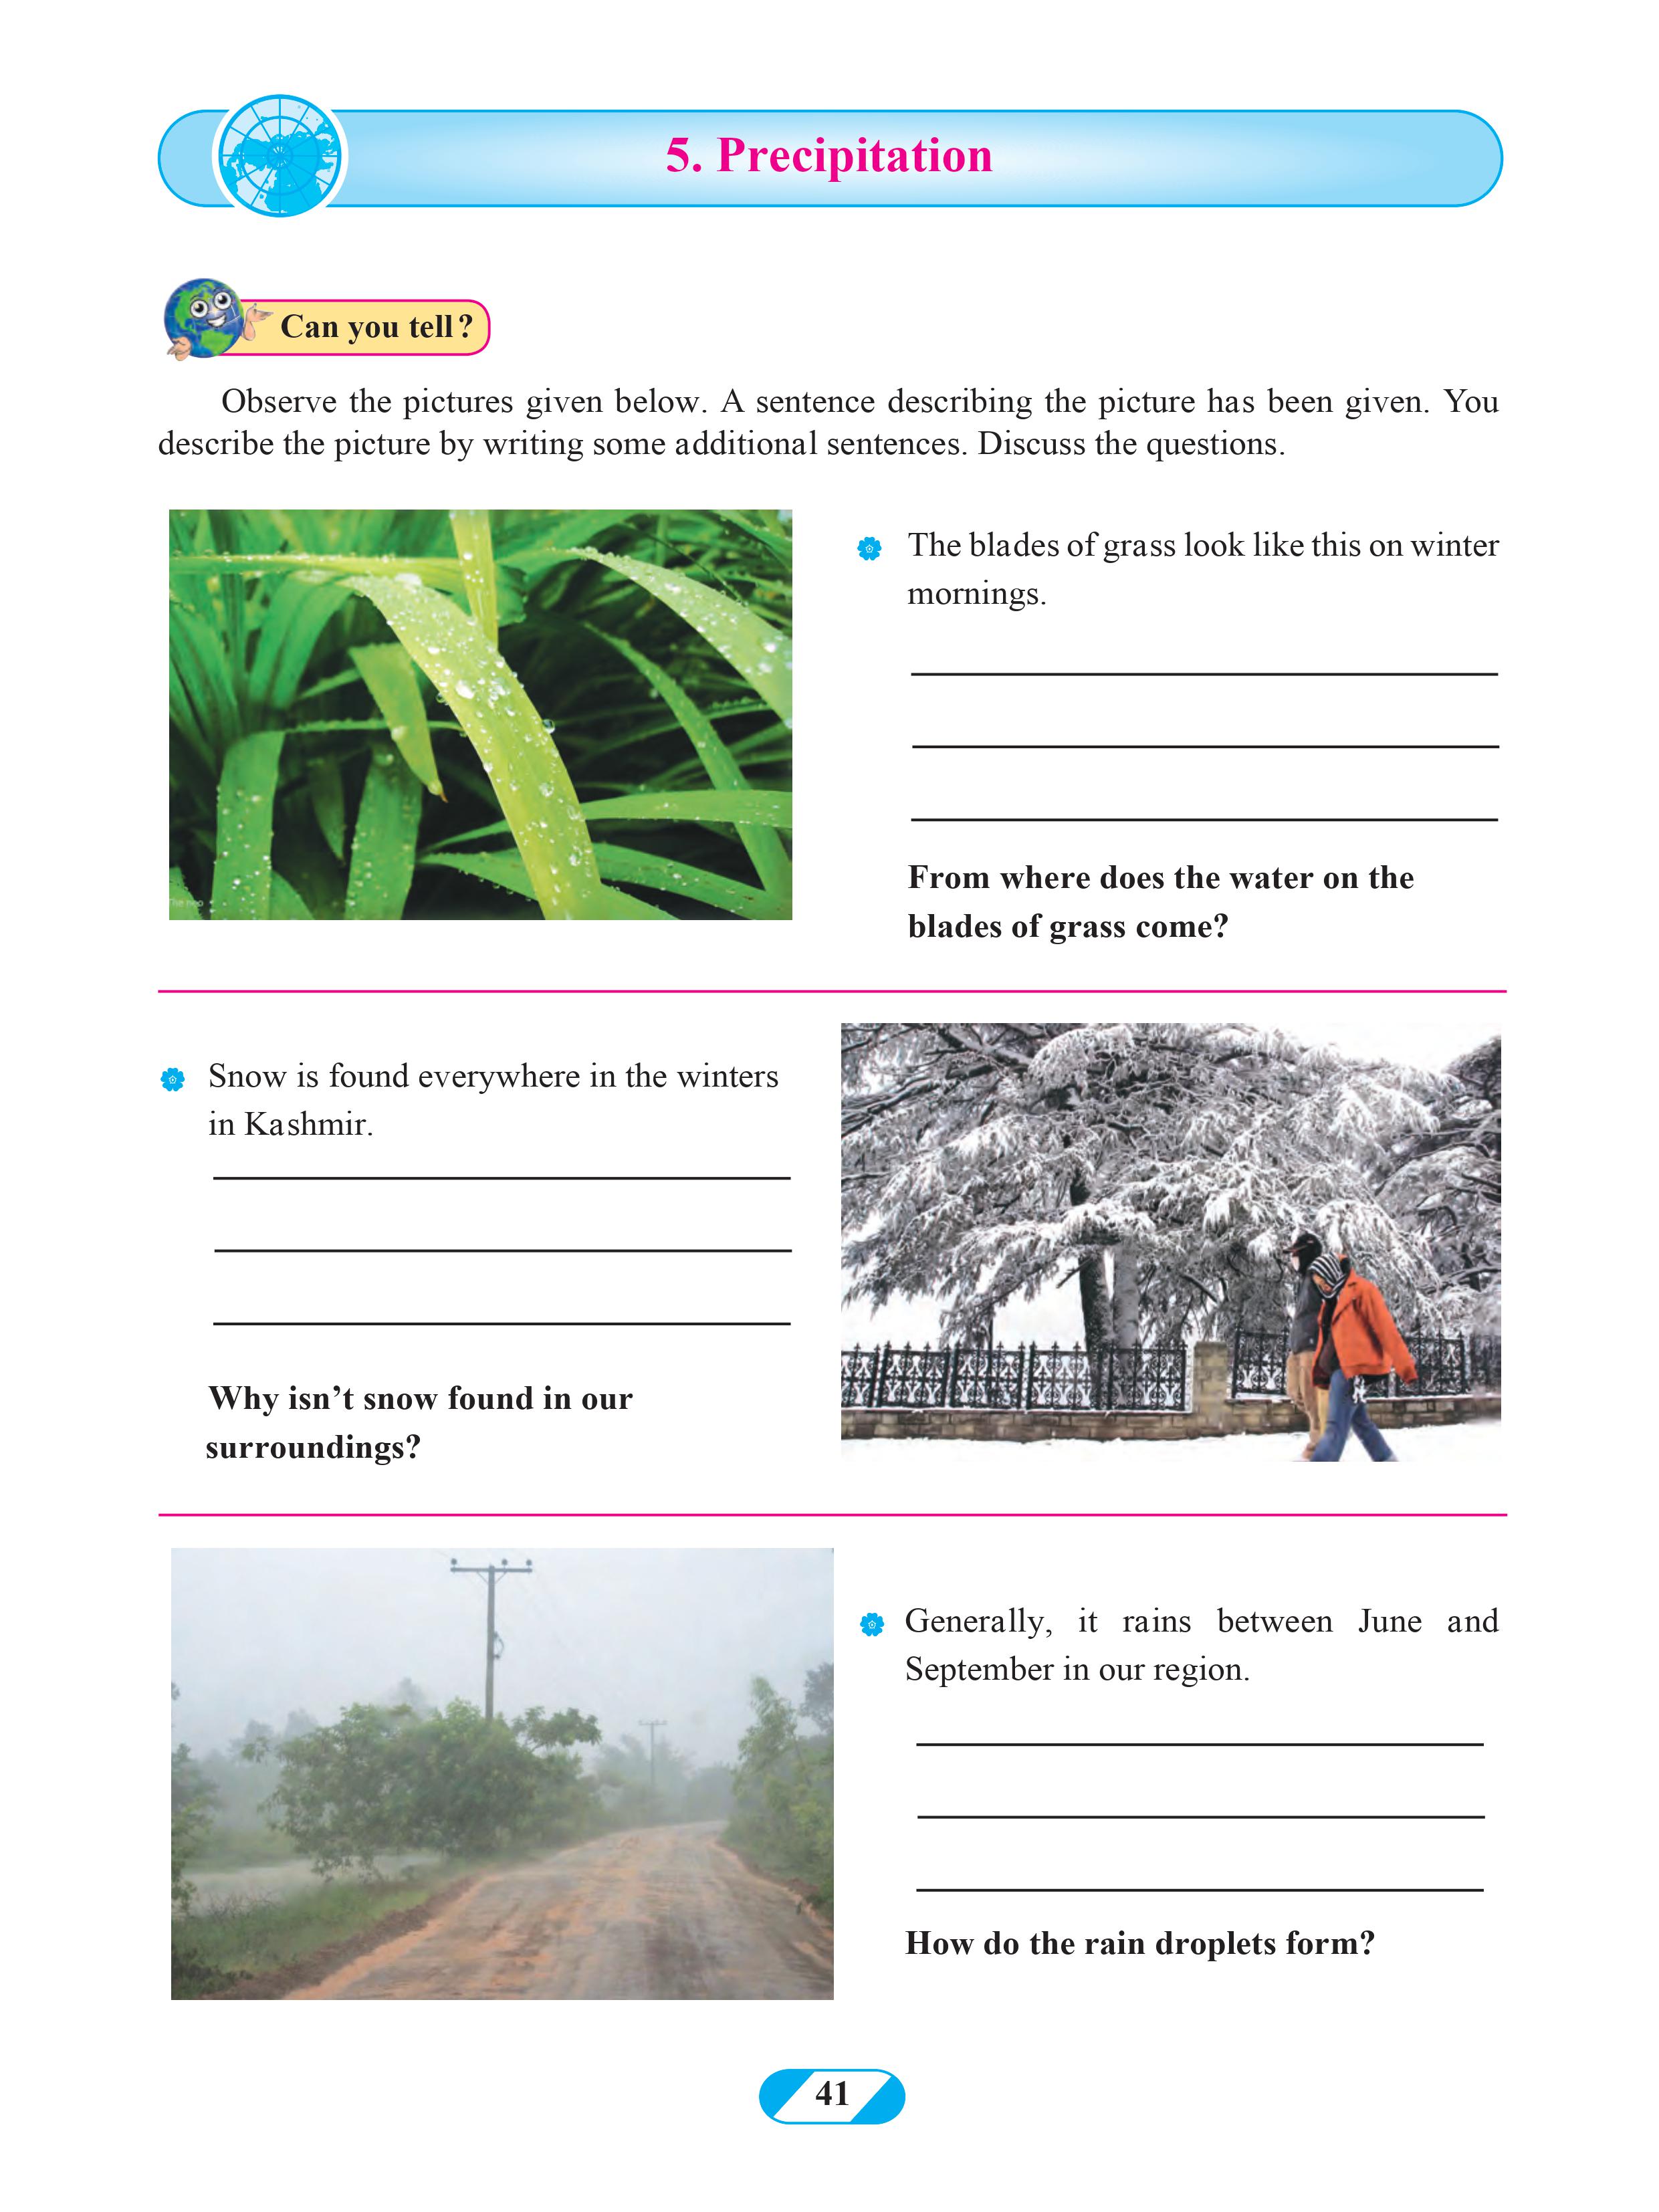 5. Precipitation
Can you tell?
Observe the pictures given below. A sentence describing the picture has been given. You
describe the picture by writing some additional sentences. Discuss the questions.
The blades of grass look like this on winter
mornings.
From where does the water on the
blades of grass come?
Snow is found everywhere in the winters
in Kashmir.
Why isn’t snow found in our
surroundings?
Generally, it rains between June and
September in our region.
How do the rain droplets form?
41